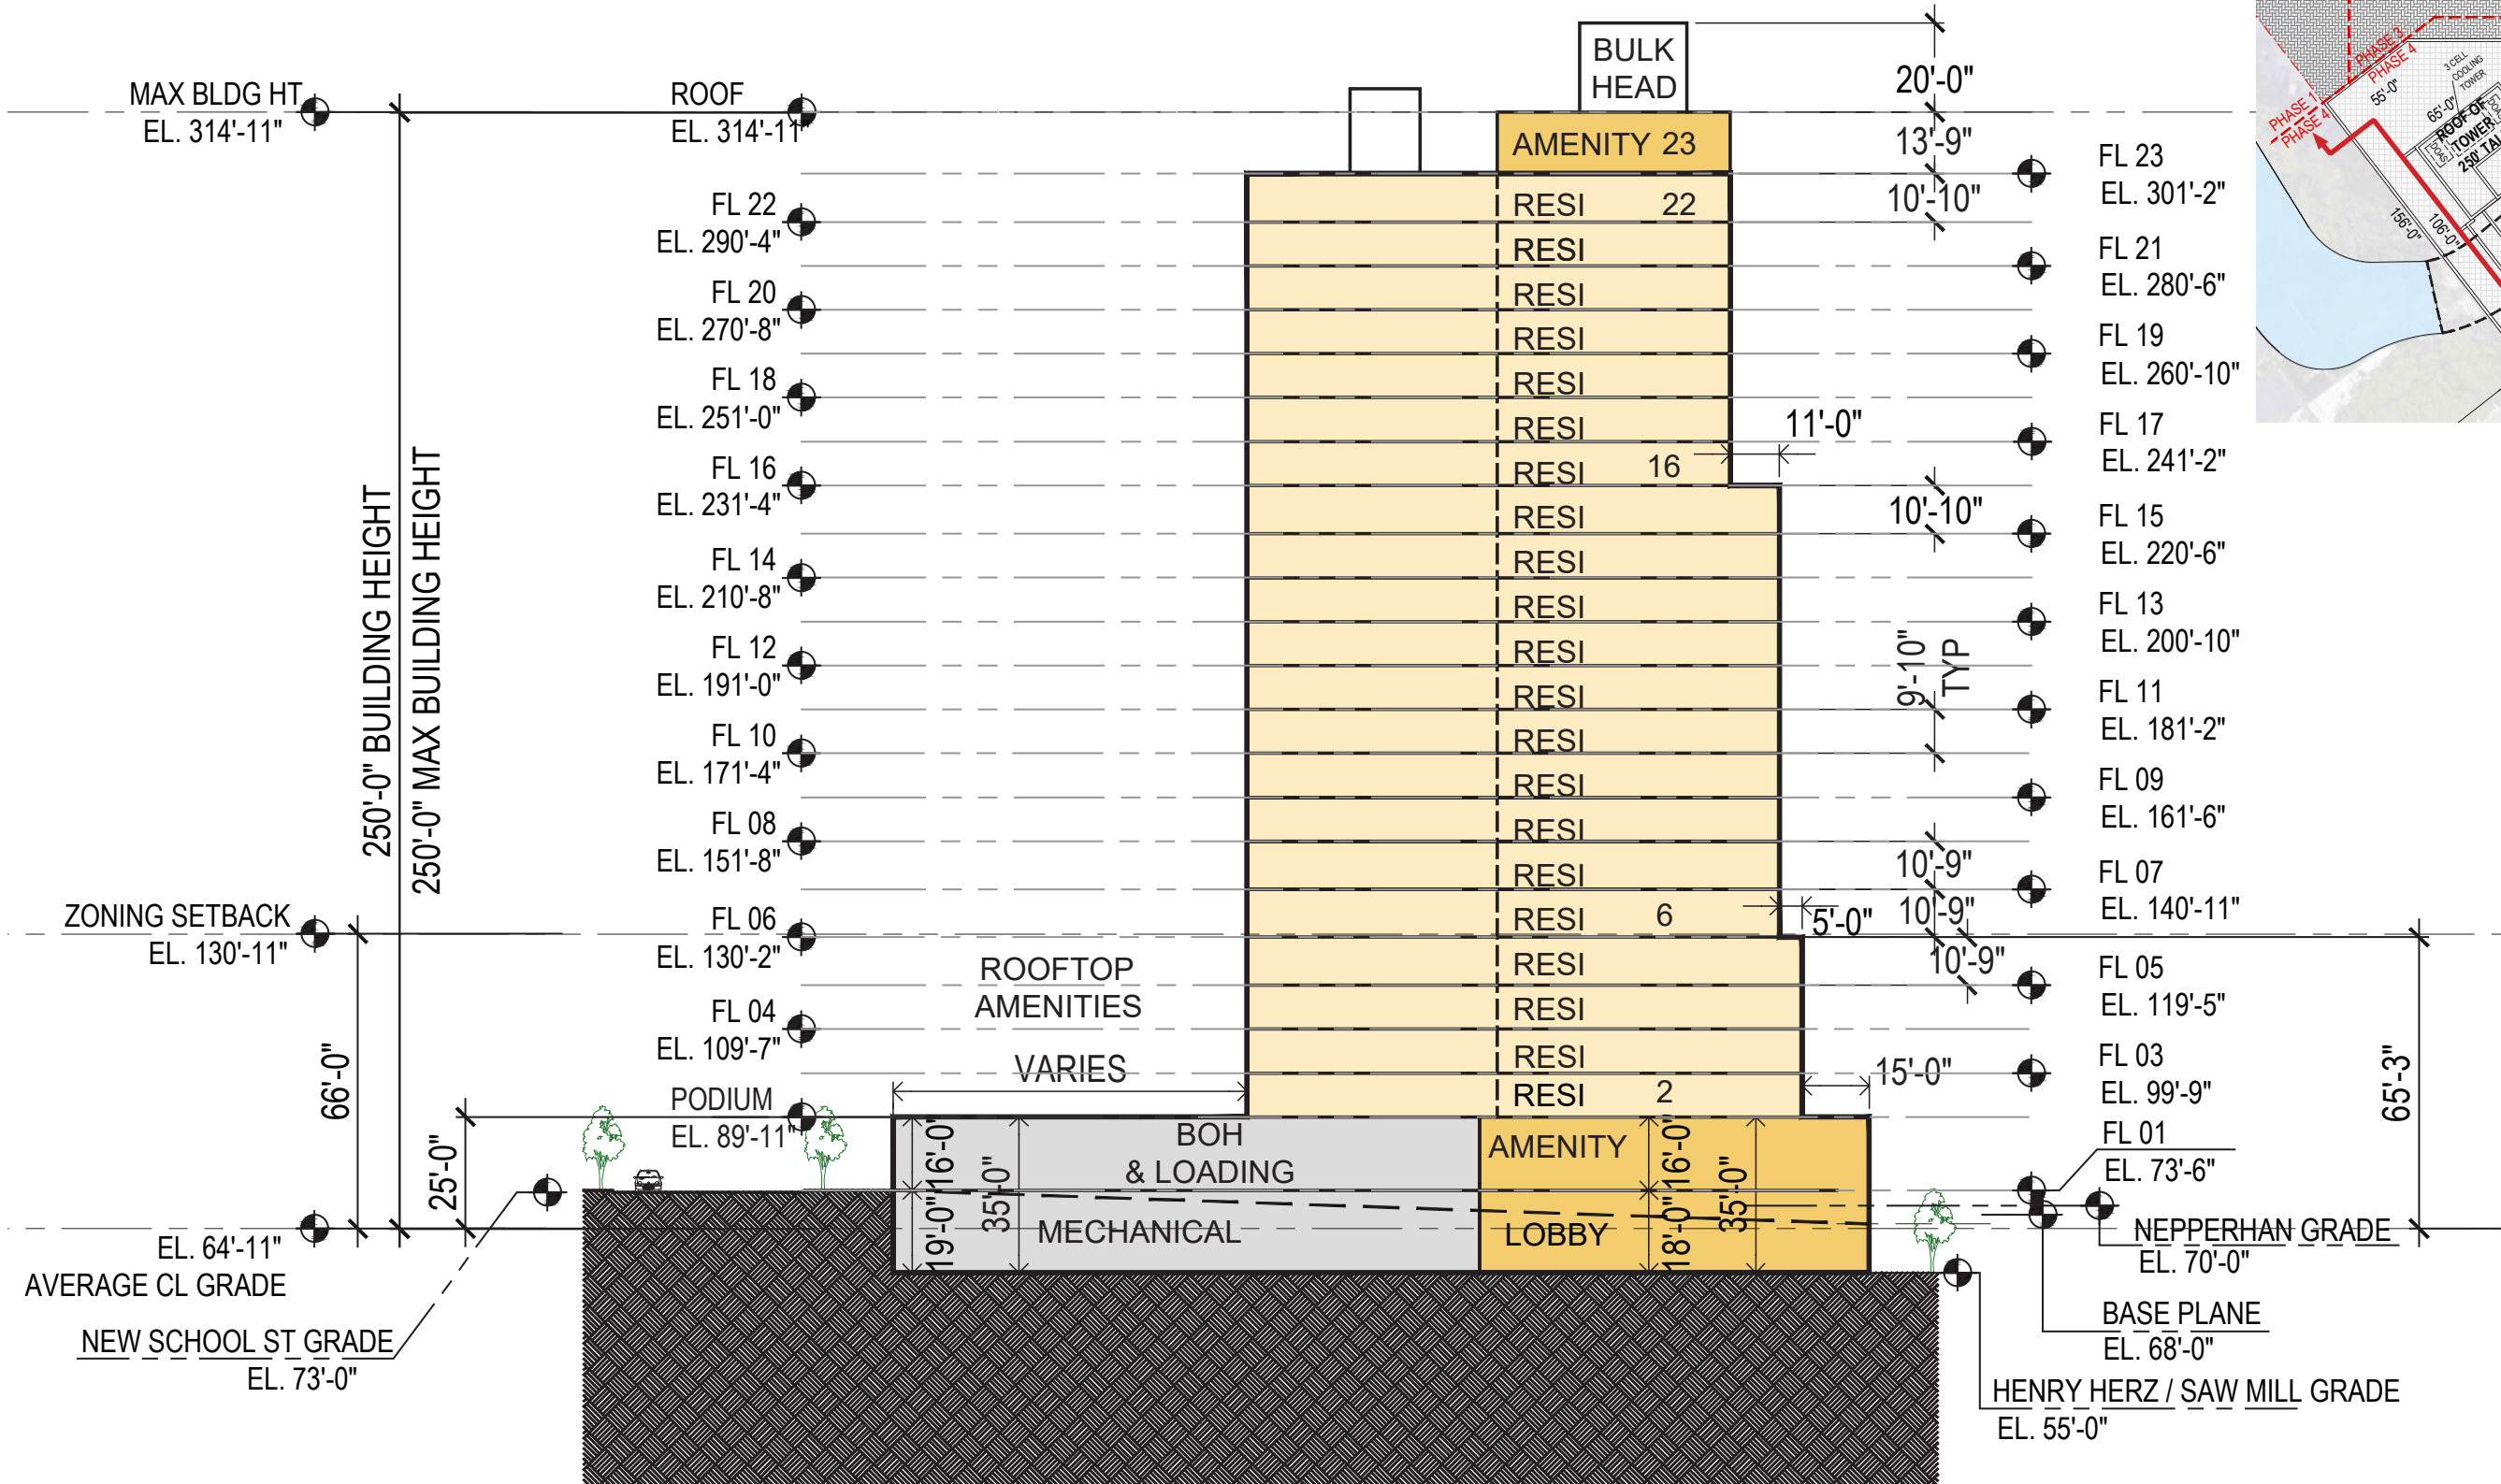 MAX BLDG HT
EL. 314'-11"
ROOF
EL. 314'-11"
BULK
HEAD
20'-0"
AMENITY 23
13'-9"
FL 23
EL. 301'-2"
FL 22
EL. 290'-4"
RESI 22
10'-10"
RESI
FL 21
EL. 280'-6"
FL 20
EL. 270'-8"
RESI
RESI
FL 19
EL. 260'-10"
FL 18
EL. 251'-0"
RESI
RESI
11'-0"
FL 17
EL. 241'-2"
FL 16
EL. 231'-4"
RESI 16
10'-10"
RESI
FL 15
EL. 220'-6"
FL 14
EL. 210'-8"
RESI
RESI
FL 13
EL. 200'-10"
FL 12
EL. 191'-0"
RESI
9'-10"
TYP
RESI
FL 11
EL. 181'-2"
FL 10
EL. 171'-4"
RESI
RESI
FL 09
EL. 161'-6"
FL 08
EL. 151'-8"
RESI
10'-9"
RESI
FL 07
EL. 140'-11"
250'-0" BUILDING HEIGHT
250'-0" MAX BUILDING HEIGHT
ZONING SETBACK
EL. 130'-11"
FL 06
EL. 130'-2"
RESI 6
5'-0"
10'-9"
10'-9"
ROOFTOP
AMENITIES
RESI
FL 05
EL. 119'-5"
FL 04
EL. 109'-7"
RESI
VARIES
RESI
15'-0"
FL 03
EL. 99'-9"
66'-0"
65'-3"
PODIUM
EL. 89'-11"
RESI 2
25'-0"
BOH
& LOADING
AMENITY
16'-0"
35'-0"
16'-0"
35'-0"
FL 01
EL. 73'-6"
19'-0"
MECHANICAL
LOBBY
18'-0"
NEPPERHAN GRADE
EL. 70'-0"
EL. 64'-11"
AVERAGE CL GRADE
BASE PLANE
EL. 68'-0"
NEW SCHOOL ST GRADE
EL. 73'-0"
HENRY HERZ / SAW MILL GRADE
EL. 55'-0"
PHASE 3
PHASE 4
PHASE 1
PHASE 4
3 CELL
COOLING
TOWER
55'-0"
65'-0"
ROOF OF
TOWER
250' TAL
DOAS
156'-0"
106'-0"